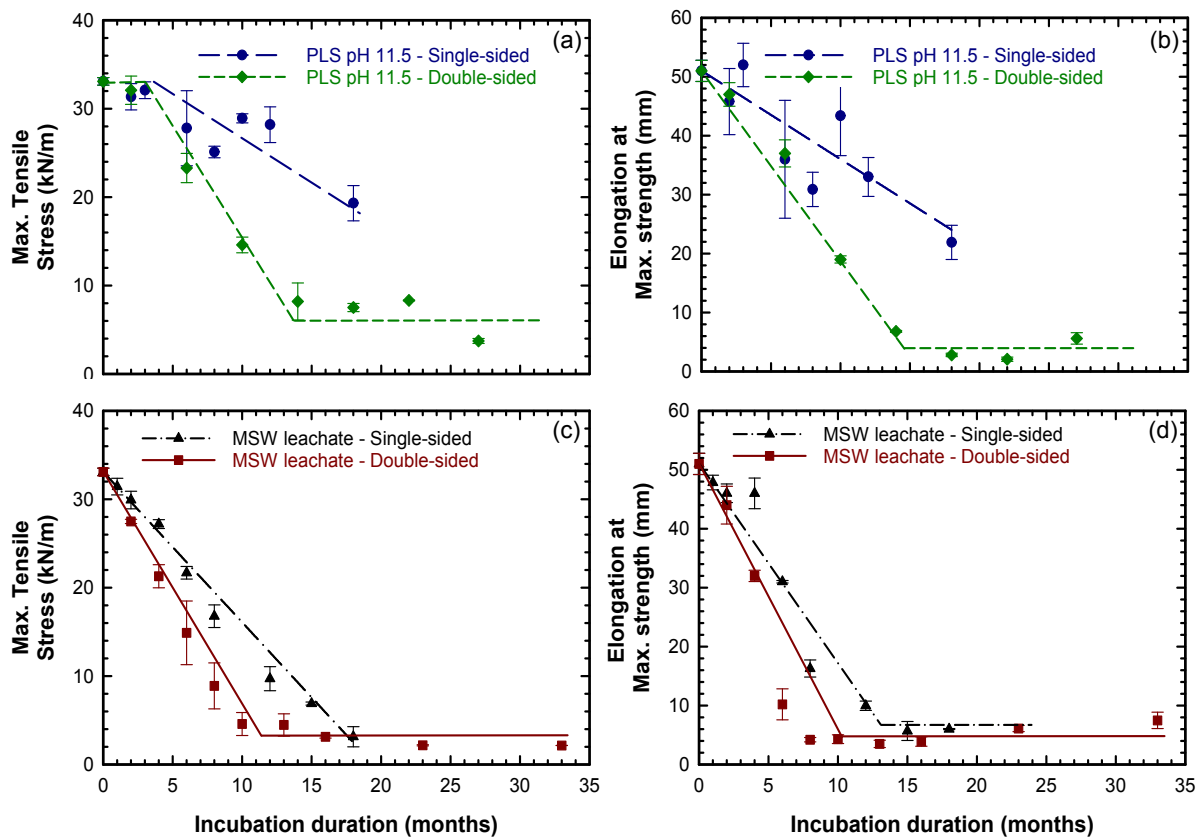 (a)
PLS pH 11.5 - Single-sided
PLS pH 11.5 - Double-sided
Max. Tensile
Stress (kN/m)
40
30
20
10
0
(b)
PLS pH 11.5 - Single-sided
PLS pH 11.5 - Double-sided
Elongation at
Max. strength (mm)
60
50
40
30
20
10
0
(c)
MSW leachate - Single-sided
MSW leachate - Double-sided
Max. Tensile
Stress (kN/m)
40
30
20
10
0
0 5 10 15 20 25 30 35
Incubation duration (months)
(d)
MSW leachate - Single-sided
MSW leachate - Double-sided
Elongation at
Max. strength (mm)
60
50
40
30
20
10
0
0 5 10 15 20 25 30 35
Incubation duration (months)